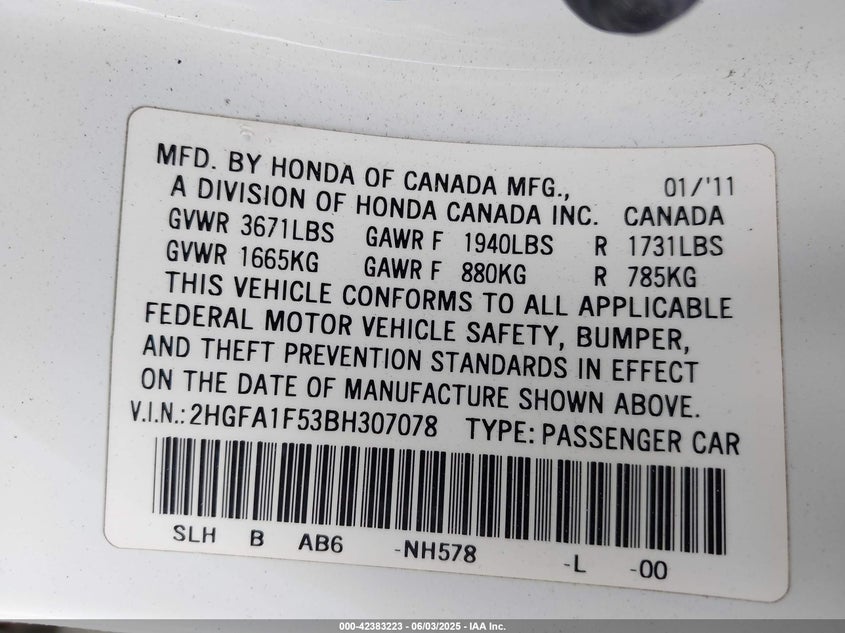 MFD. BY HONDA OF CANADA MFG., 01/'11
A DIVISION OF HONDA CANADA INC. CANADA
GVWR 3671LBS GAWR F 1940LBS R 1731LBS
GVWR 1665KG GAWR F 880KG R 785KG
THIS VEHICLE CONFORMS TO ALL APPLICABLE
FEDERAL MOTOR VEHICLE SAFETY, BUMPER,
AND THEFT PREVENTION STANDARDS IN EFFECT
ON THE DATE OF MANUFACTURE SHOWN ABOVE.
V.I.N.: 2HGFA1F53BH307078 TYPE: PASSENGER CAR
SLH B AB6 -NH578 -L -00
000-42383223 - 06/03/2025 - IAA Inc.